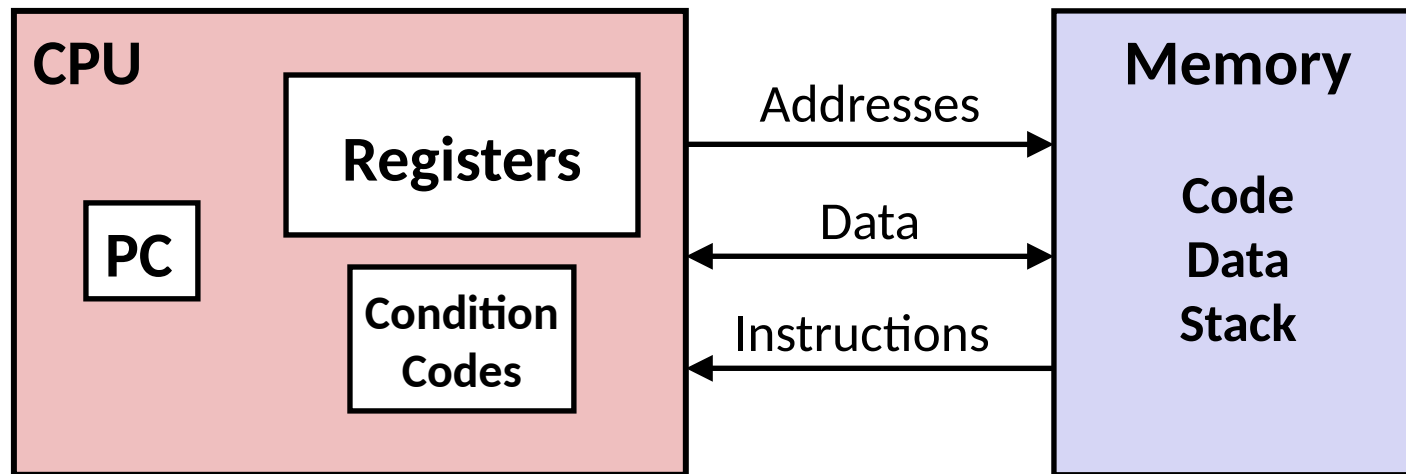 CPU
Registers
PC
Condition
Codes
Addresses
Data
Instructions
Memory
Code
Data
Stack